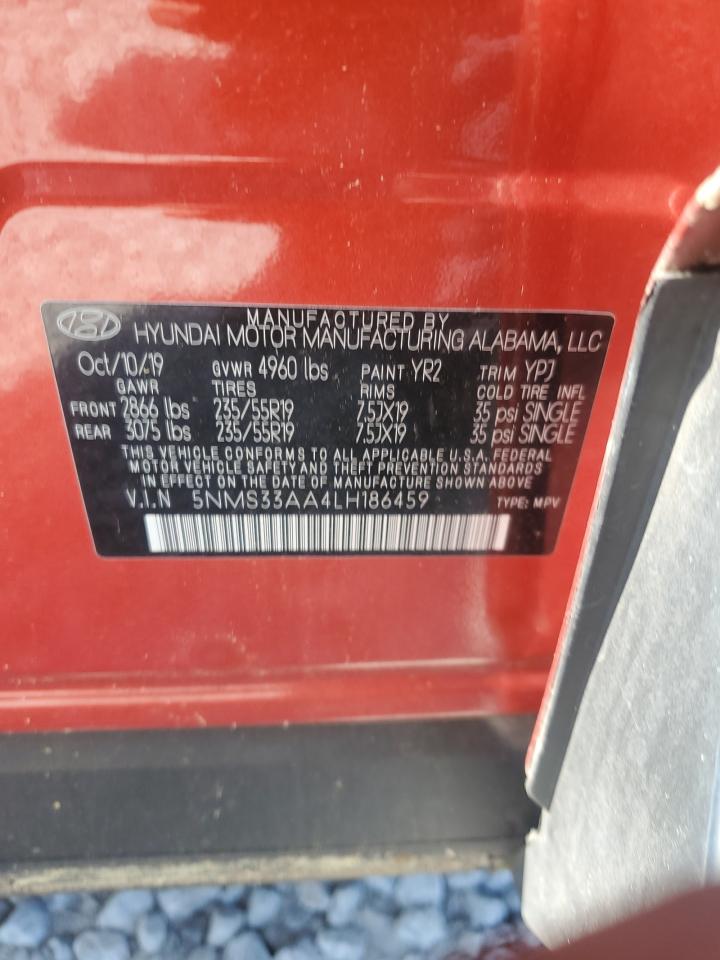 MANUFACTURED BY
HYUNDAI MOTOR MANUFACTURING ALABAMA, LLC
Oct/10/19 GVWR 4960 lbs PAINT YR2 TRIM YPJ
GAWR TIRES RIMS COLD TIRE INFL
FRONT 2866 lbs 235/55R19 7.5JX19 35 psi SINGLE
REAR 3075 lbs 235/55R19 7.5JX19 35 psi SINGLE
THIS VEHICLE CONFORMS TO ALL APPLICABLE U.S.A. FEDERAL
MOTOR VEHICLE SAFETY AND THEFT PREVENTION STANDARDS
IN EFFECT ON THE DATE OF MANUFACTURE SHOWN ABOVE.
V.I.N 5NMS33AA4LH186459 TYPE: MPV